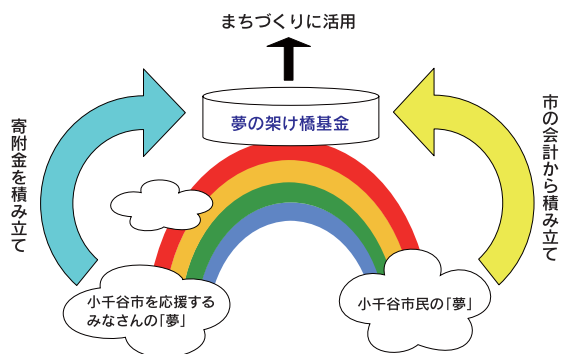 まちづくりに活用
夢の架け橋基金
寄附金を積み立て
市の会計から積み立て
小千谷市を応援する
みなさんの「夢」
小千谷市民の「夢」